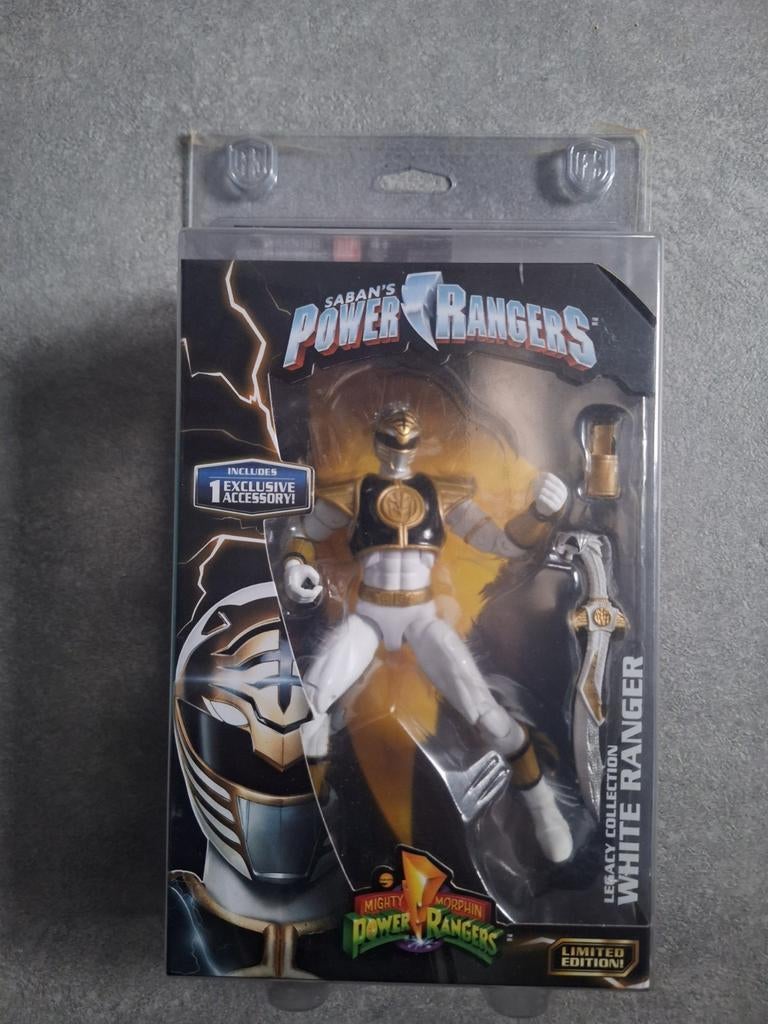 SABAN'S
POWER RANGERS
INCLUDES
1 EXCLUSIVE
ACCESSORY!
LEGACY COLLECTION
WHITE RANGER
MIGHTY MORPHIN
POWER RANGERS
LIMITED
EDITION!